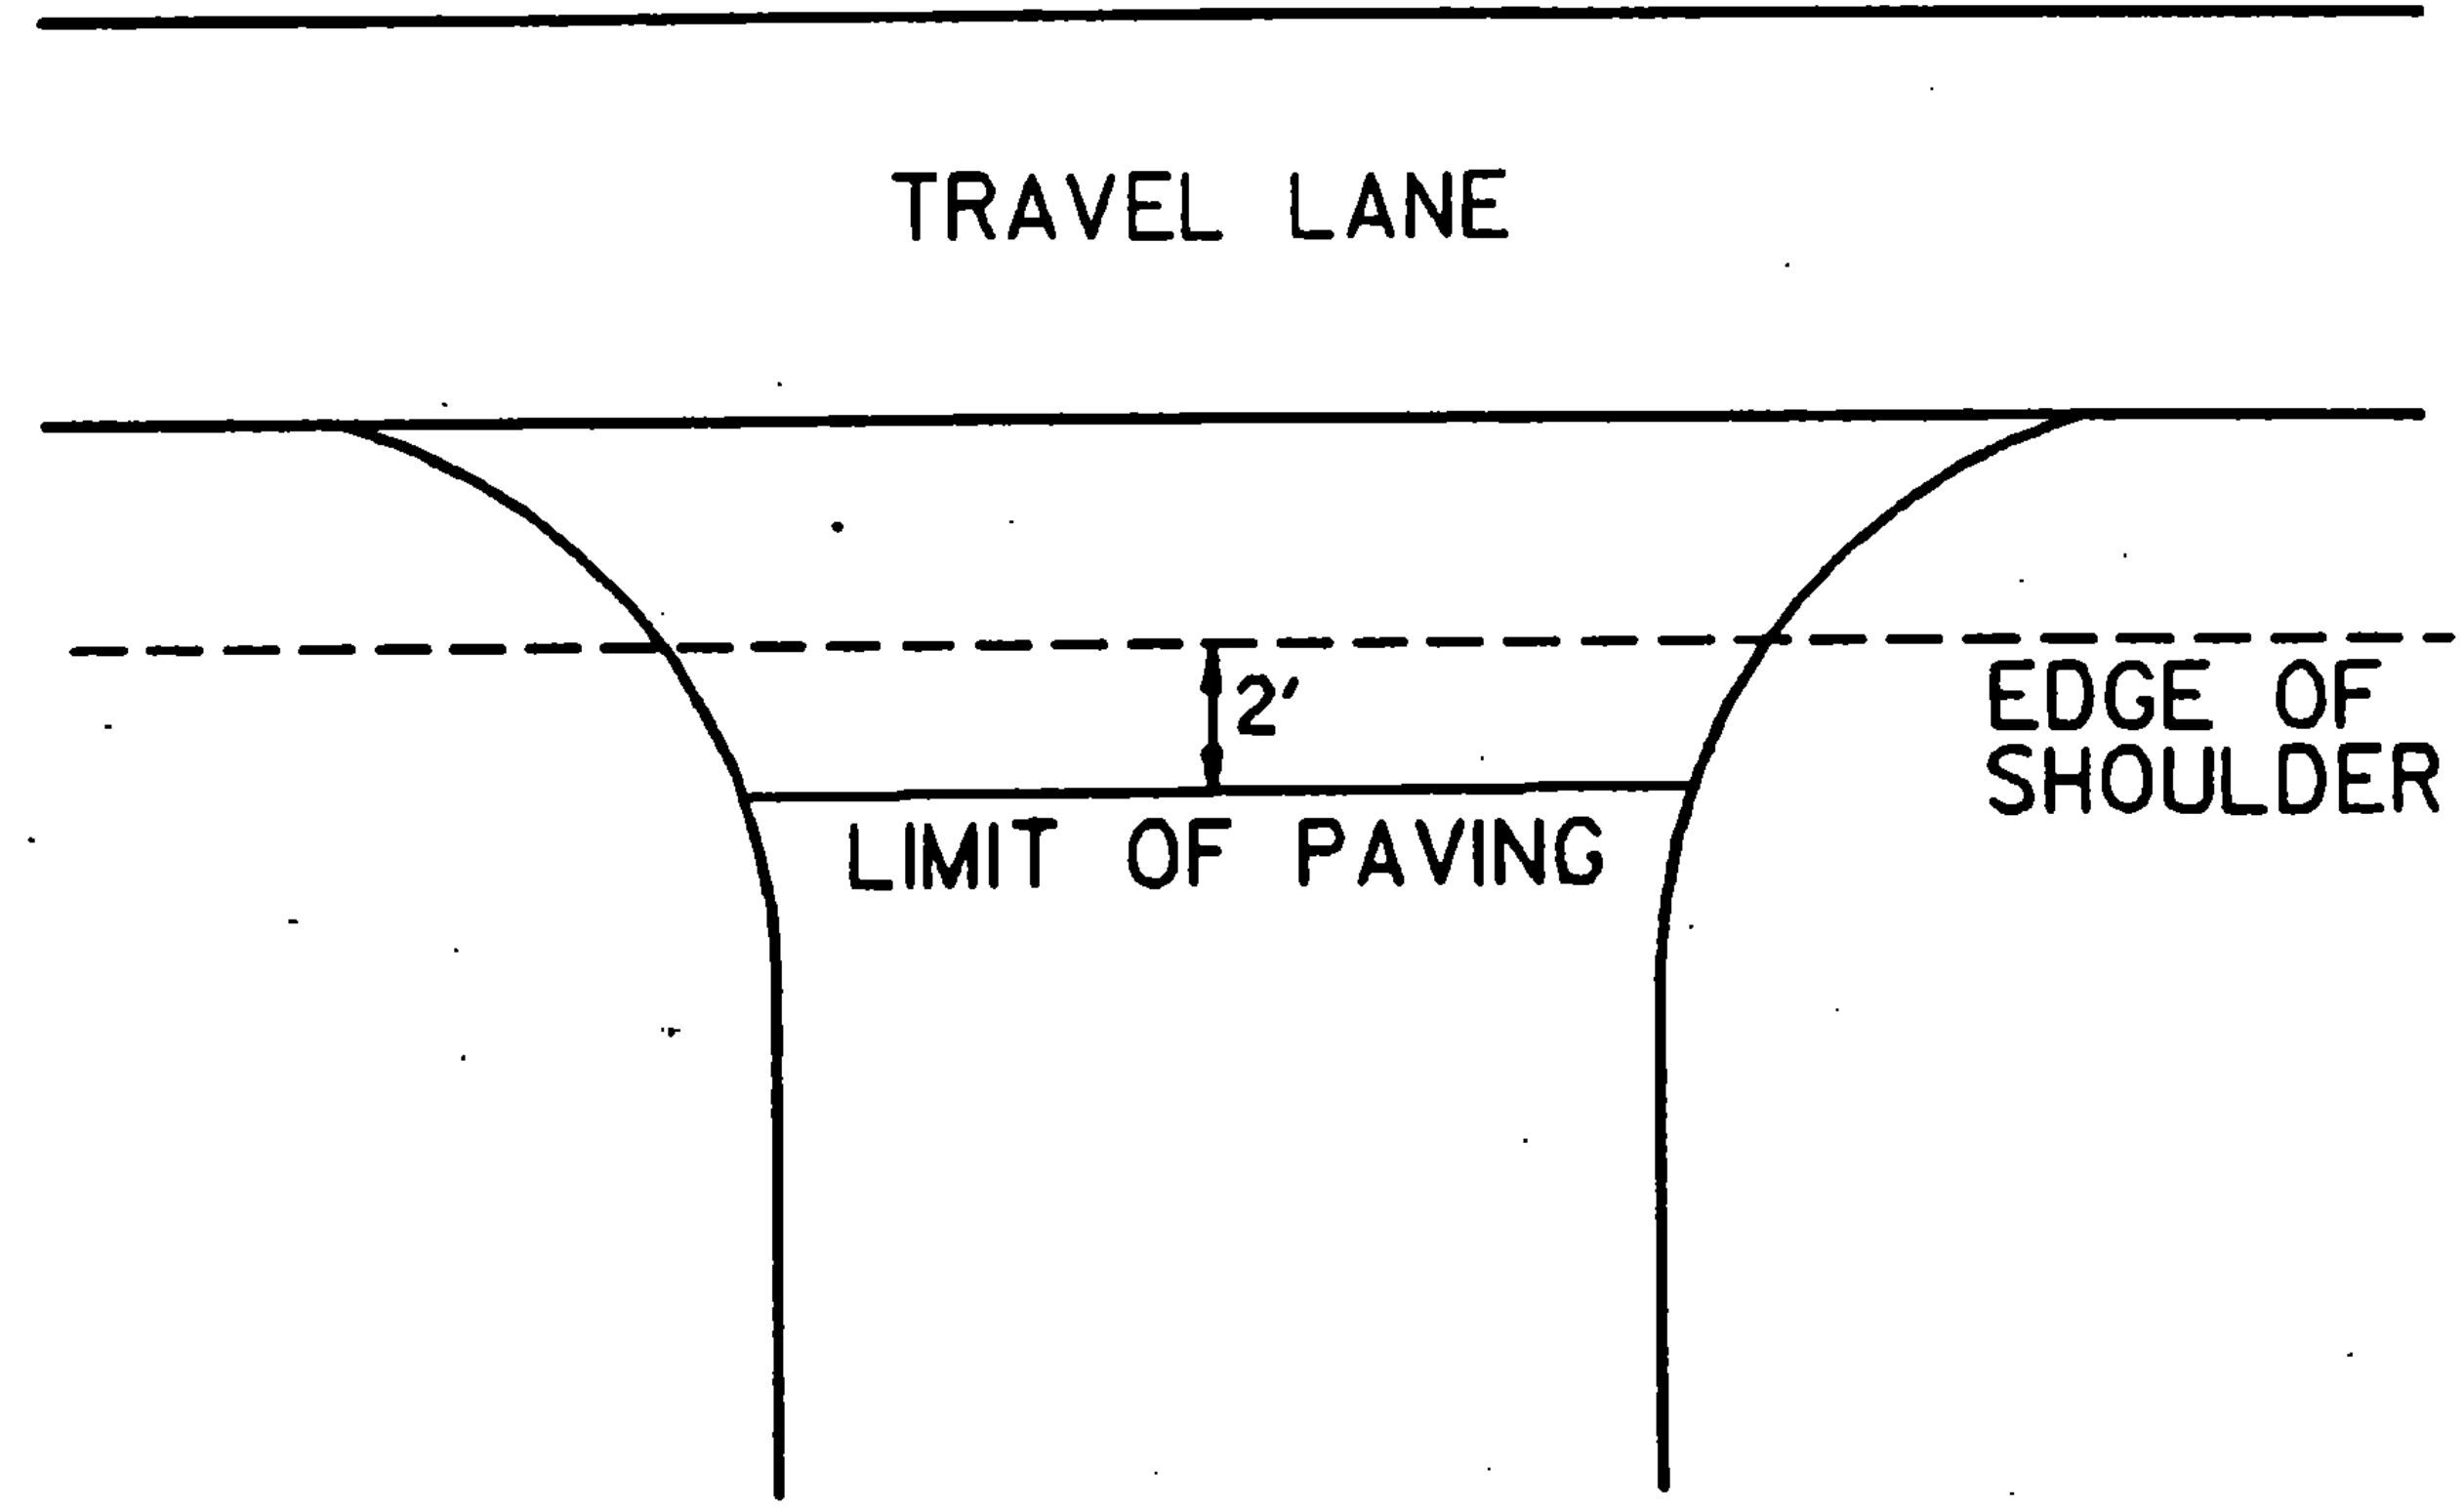 TRAVEL LANE
2'
EDGE OF
SHOULDER
LIMIT OF PAVING